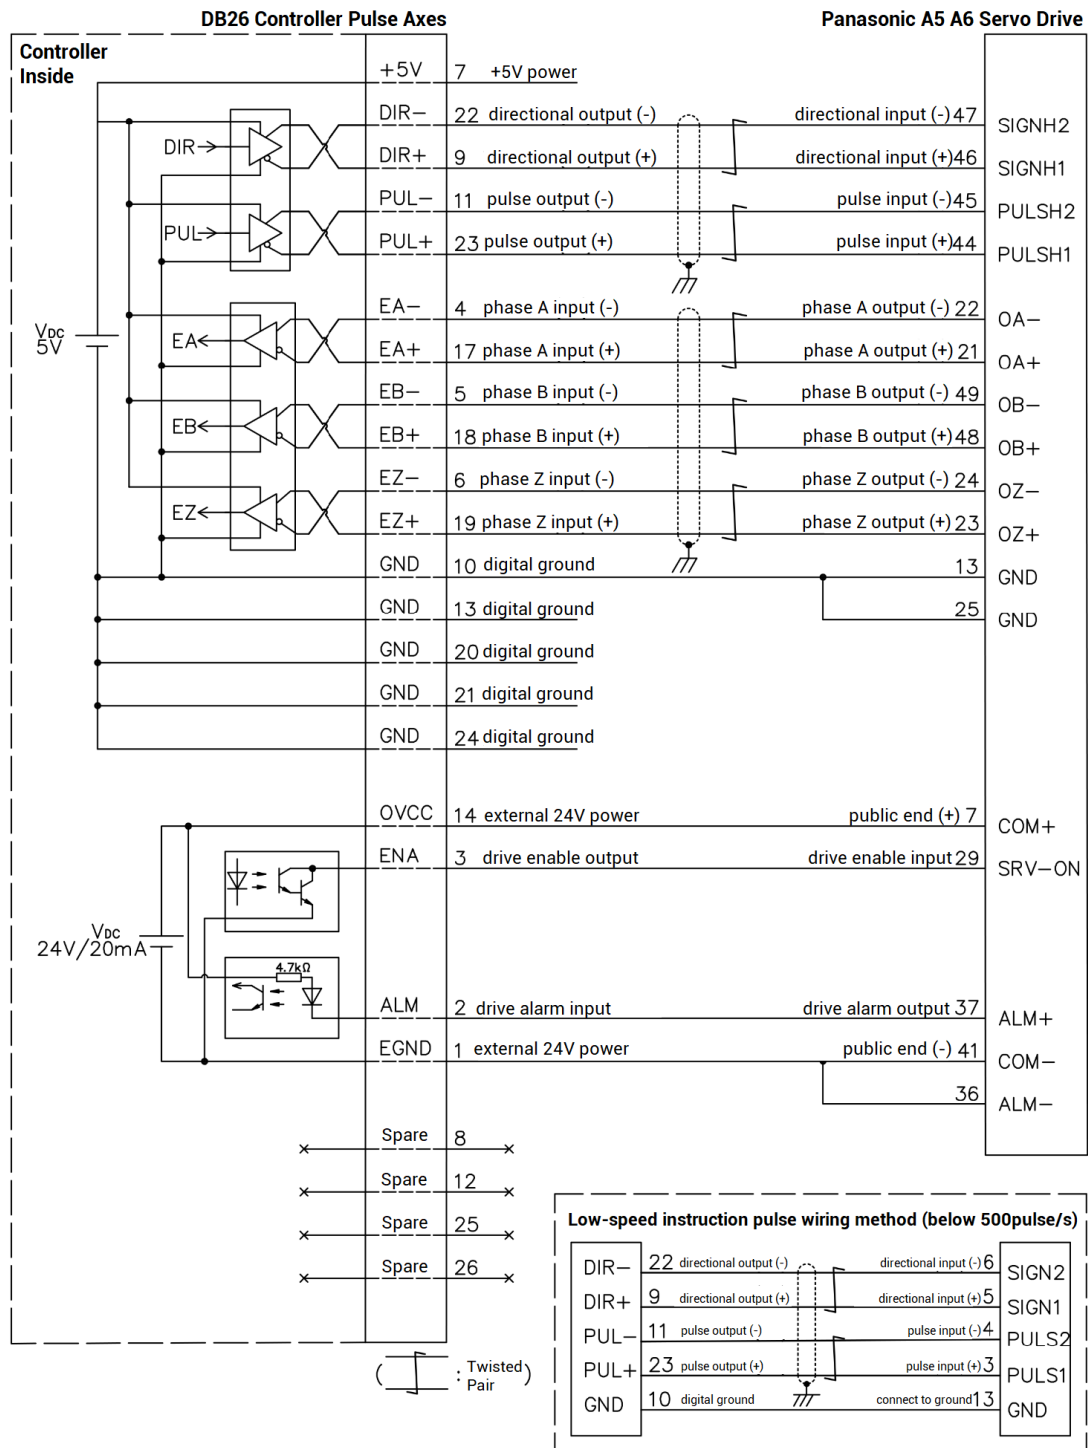 DB26 Controller Pulse Axes
Panasonic A5 A6 Servo Drive
Controller
Inside
+5V 7 +5V power
DIR− 22 directional output (-) directional input (-) 47 SIGNH2
DIR→
DIR+ 9 directional output (+) directional input (+) 46 SIGNH1
PUL− 11 pulse output (-) pulse input (-) 45 PULSH2
PUL→
PUL+ 23 pulse output (+) pulse input (+) 44 PULSH1
EA− 4 phase A input (-) phase A output (-) 22 OA−
VDC
5V
EA←
EA+ 17 phase A input (+) phase A output (+) 21 OA+
EB− 5 phase B input (-) phase B output (-) 49 OB−
EB←
EB+ 18 phase B input (+) phase B output (+) 48 OB+
EZ− 6 phase Z input (-) phase Z output (-) 24 OZ−
EZ←
EZ+ 19 phase Z input (+) phase Z output (+) 23 OZ+
GND 10 digital ground 13 GND
GND 13 digital ground 25 GND
GND 20 digital ground
GND 21 digital ground
GND 24 digital ground
OVCC 14 external 24V power public end (+) 7 COM+
ENA 3 drive enable output drive enable input 29 SRV−ON
VDC
24V/20mA
4.7kΩ
ALM 2 drive alarm input drive alarm output 37 ALM+
EGND 1 external 24V power public end (-) 41 COM−
36 ALM−
Spare 8
Spare 12
Spare 25
Spare 26
( : Twisted Pair )
Low-speed instruction pulse wiring method (below 500pulse/s)
DIR− 22 directional output (-) directional input (-) 6 SIGN2
DIR+ 9 directional output (+) directional input (+) 5 SIGN1
PUL− 11 pulse output (-) pulse input (-) 4 PULS2
PUL+ 23 pulse output (+) pulse input (+) 3 PULS1
GND 10 digital ground connect to ground 13 GND